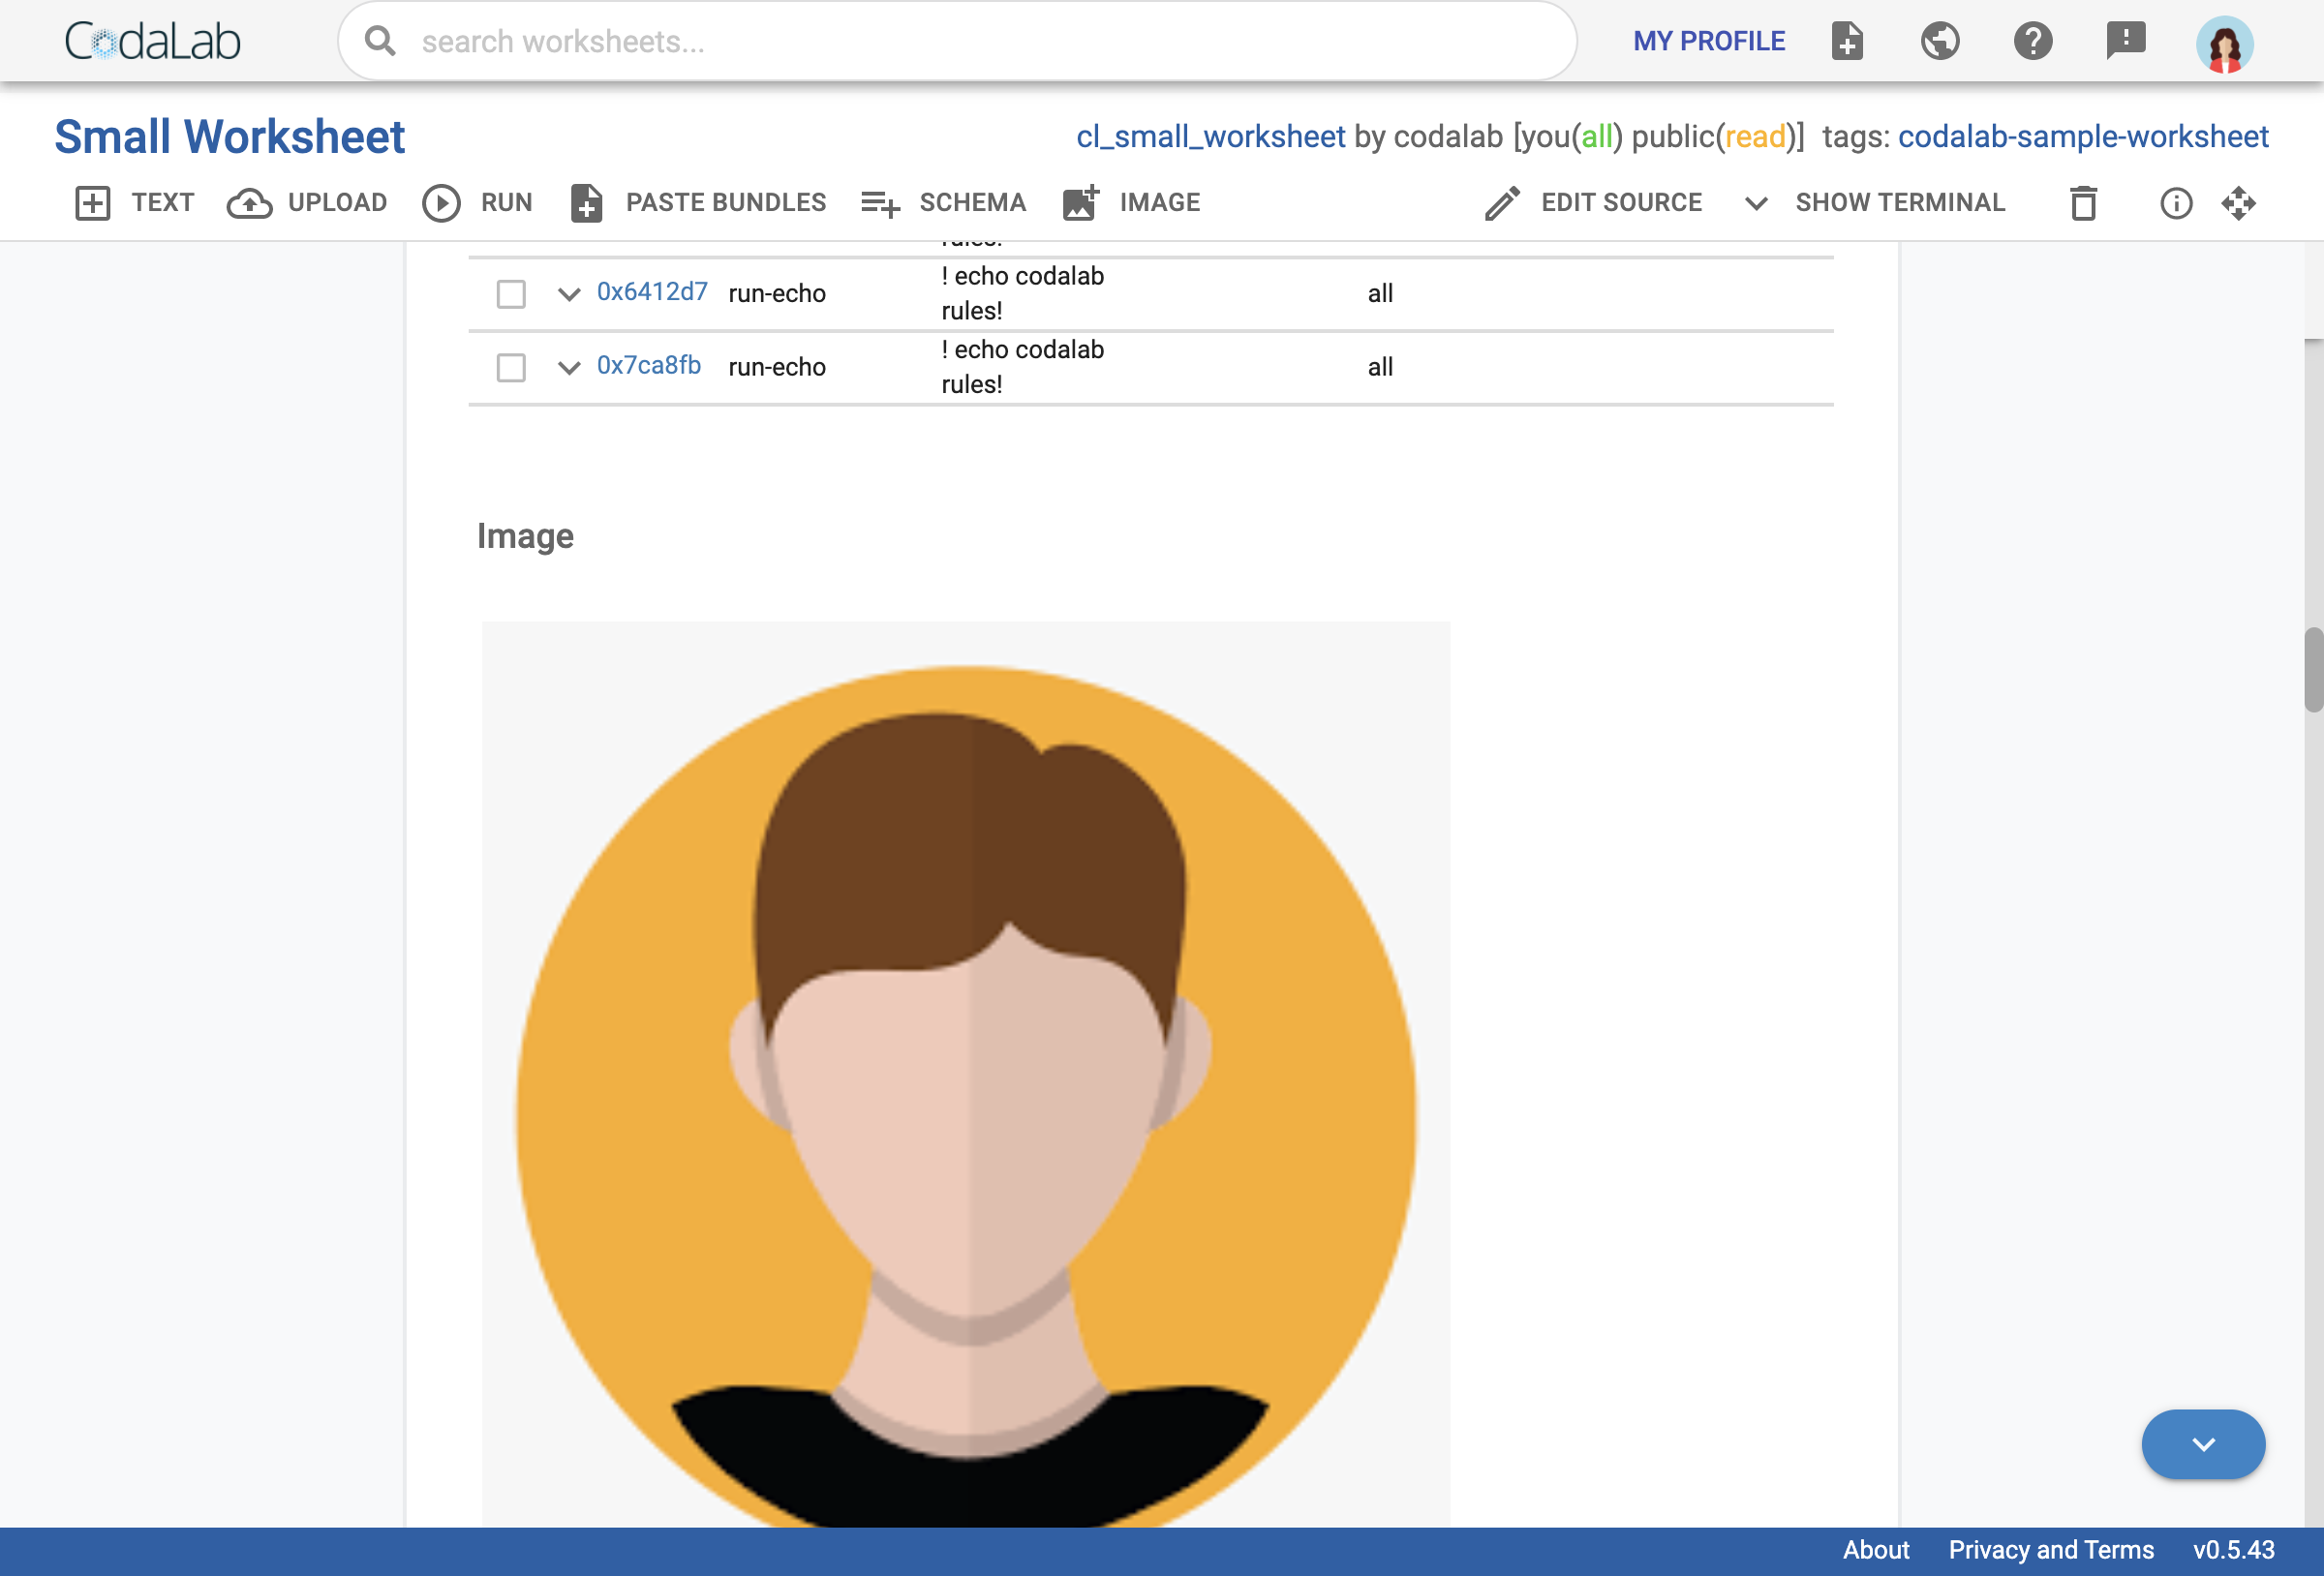 CodaLab search worksheets... MY PROFILE
Small Worksheet cl_small_worksheet by codalab [you(all) public(read)] tags: codalab-sample-worksheet
TEXT UPLOAD RUN PASTE BUNDLES SCHEMA IMAGE EDIT SOURCE SHOW TERMINAL
rules!
0x6412d7 run-echo ! echo codalab rules! all
0x7ca8fb run-echo ! echo codalab rules! all
Image
About Privacy and Terms v0.5.43